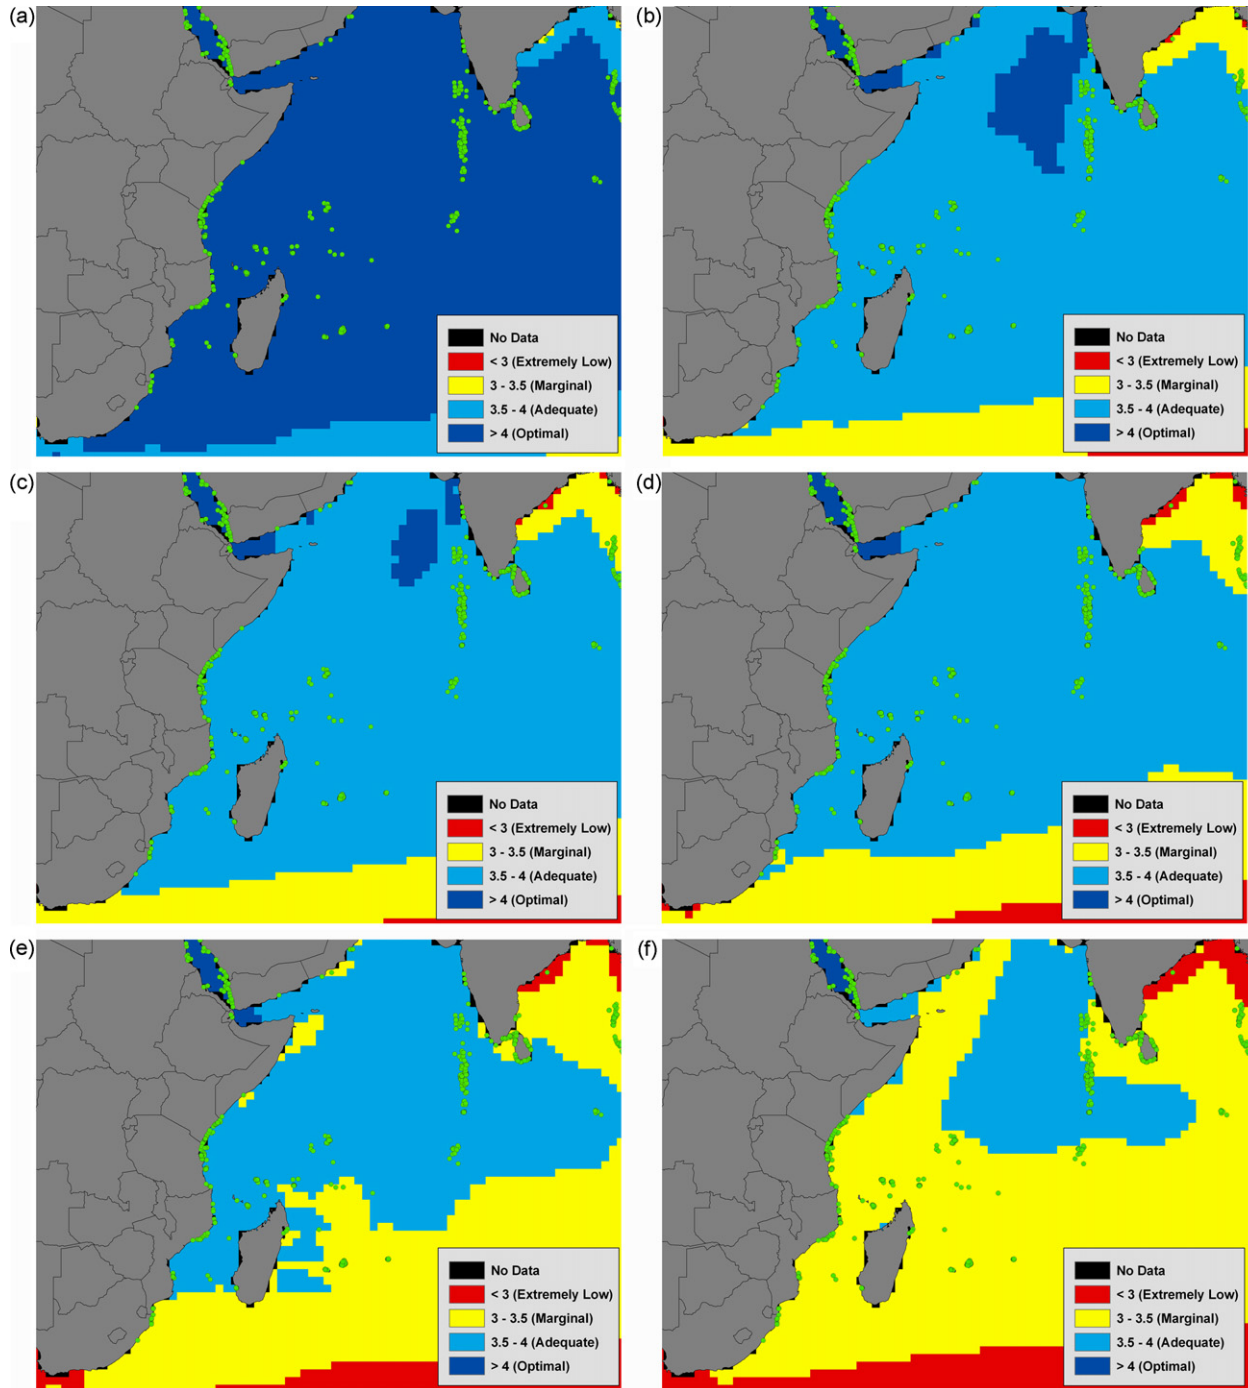 (a)
No Data
< 3 (Extremely Low)
3 - 3.5 (Marginal)
3.5 - 4 (Adequate)
> 4 (Optimal)
(b)
No Data
< 3 (Extremely Low)
3 - 3.5 (Marginal)
3.5 - 4 (Adequate)
> 4 (Optimal)
(c)
No Data
< 3 (Extremely Low)
3 - 3.5 (Marginal)
3.5 - 4 (Adequate)
> 4 (Optimal)
(d)
No Data
< 3 (Extremely Low)
3 - 3.5 (Marginal)
3.5 - 4 (Adequate)
> 4 (Optimal)
(e)
No Data
< 3 (Extremely Low)
3 - 3.5 (Marginal)
3.5 - 4 (Adequate)
> 4 (Optimal)
(f)
No Data
< 3 (Extremely Low)
3 - 3.5 (Marginal)
3.5 - 4 (Adequate)
> 4 (Optimal)